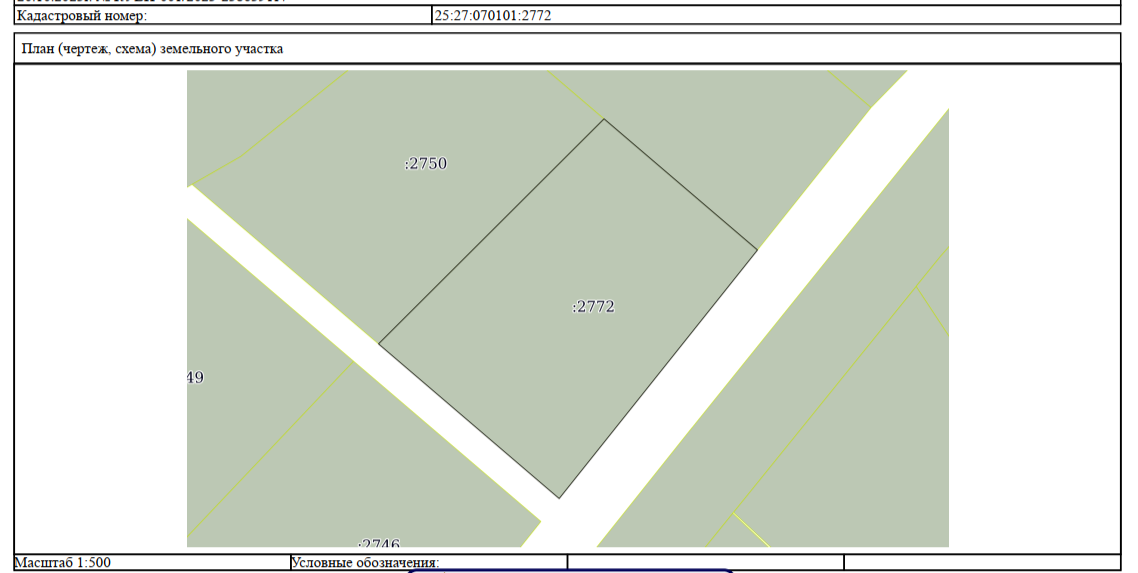 Кадастровый номер:
25:27:070101:2772
План (чертеж, схема) земельного участка
:2750
:2772
49
:2746
Масштаб 1:500
Условные обозначения: